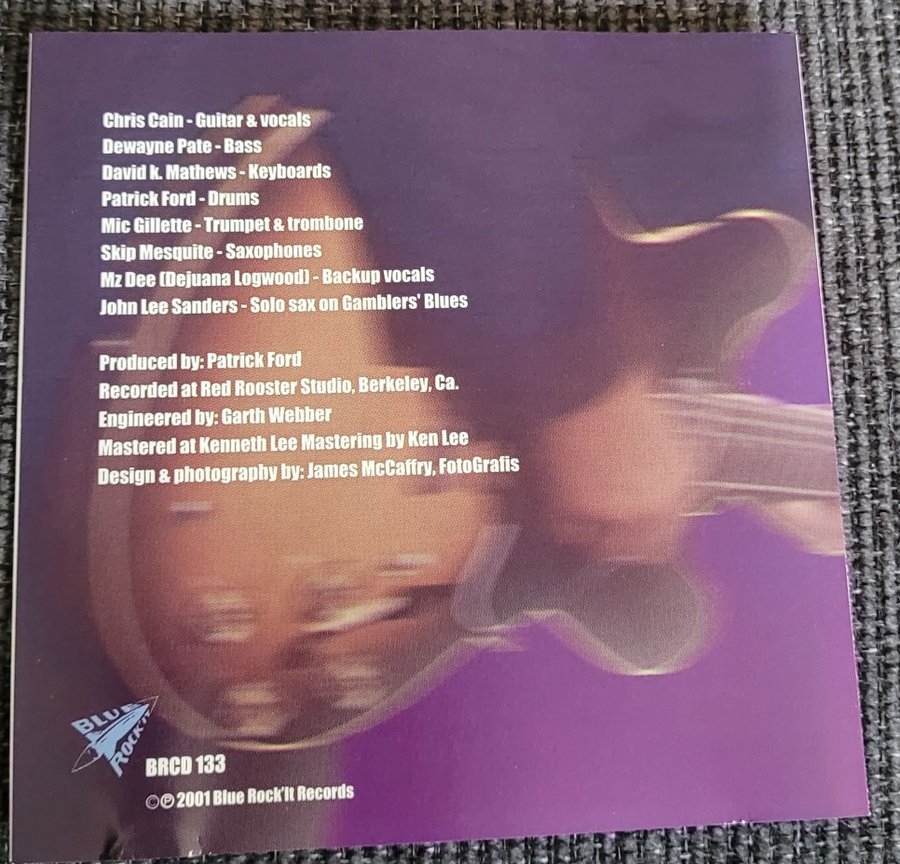 Chris Cain - Guitar & vocals
Dewayne Pate - Bass
David k. Mathews - Keyboards
Patrick Ford - Drums
Mic Gillette - Trumpet & trombone
Skip Mesquite - Saxophones
Mz Dee (Dejuana Logwood) - Backup vocals
John Lee Sanders - Solo sax on Gamblers' Blues
Produced by: Patrick Ford
Recorded at Red Rooster Studio, Berkeley, Ca.
Engineered by: Garth Webber
Mastered at Kenneth Lee Mastering by Ken Lee
Design & photography by: James McCaffry, FotoGrafis
BLUE
ROCK'IT
BRCD 133
©℗ 2001 Blue Rock'It Records